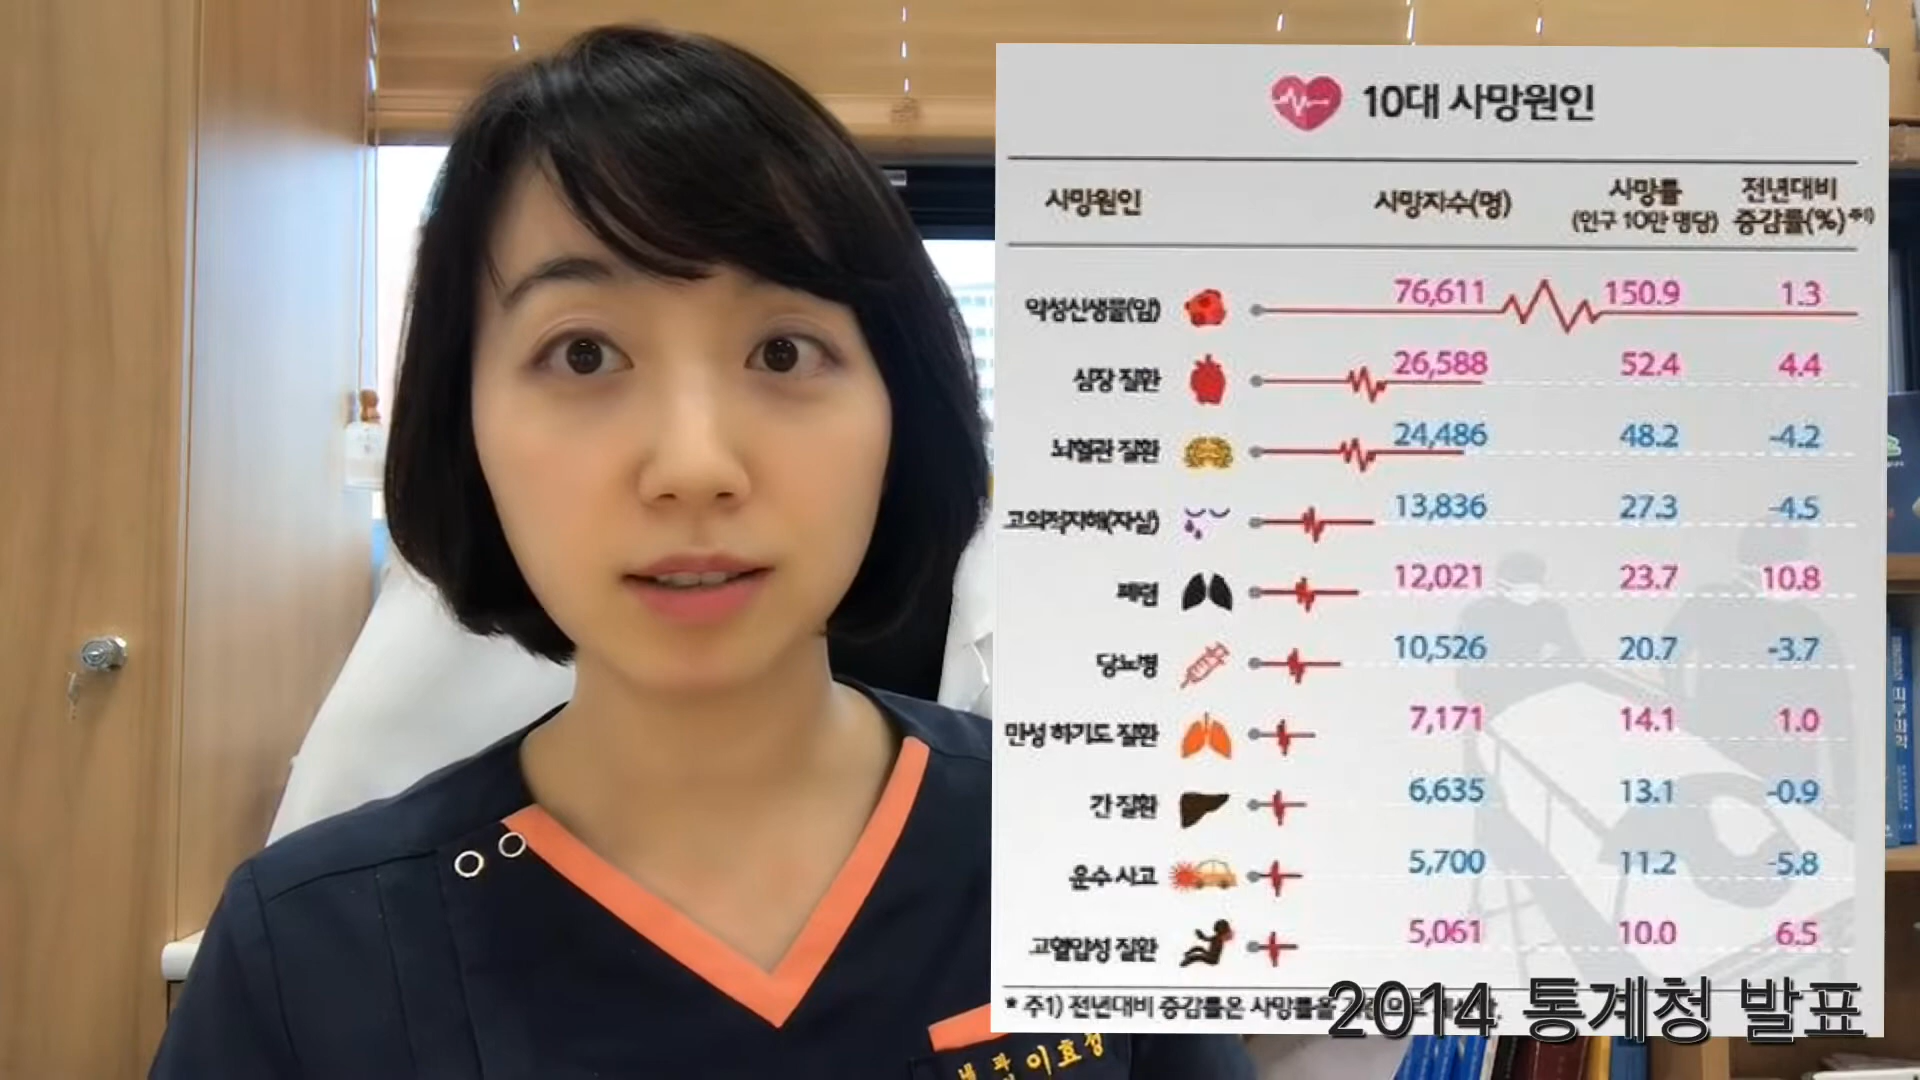 10대 사망원인
사망원인 사망자수(명) 사망률 (인구 10만 명당) 전년대비 증감률(%) 주1)
악성신생물(암) 76,611 150.9 1.3
심장 질환 26,588 52.4 4.4
뇌혈관 질환 24,486 48.2 -4.2
고의적자해(자살) 13,836 27.3 -4.5
폐렴 12,021 23.7 10.8
당뇨병 10,526 20.7 -3.7
만성 하기도 질환 7,171 14.1 1.0
간 질환 6,635 13.1 -0.9
운수 사고 5,700 11.2 -5.8
고혈압성 질환 5,061 10.0 6.5
* 주1) 전년대비 증감률은 사망률을
2014 통계청 발표
내과
이효성